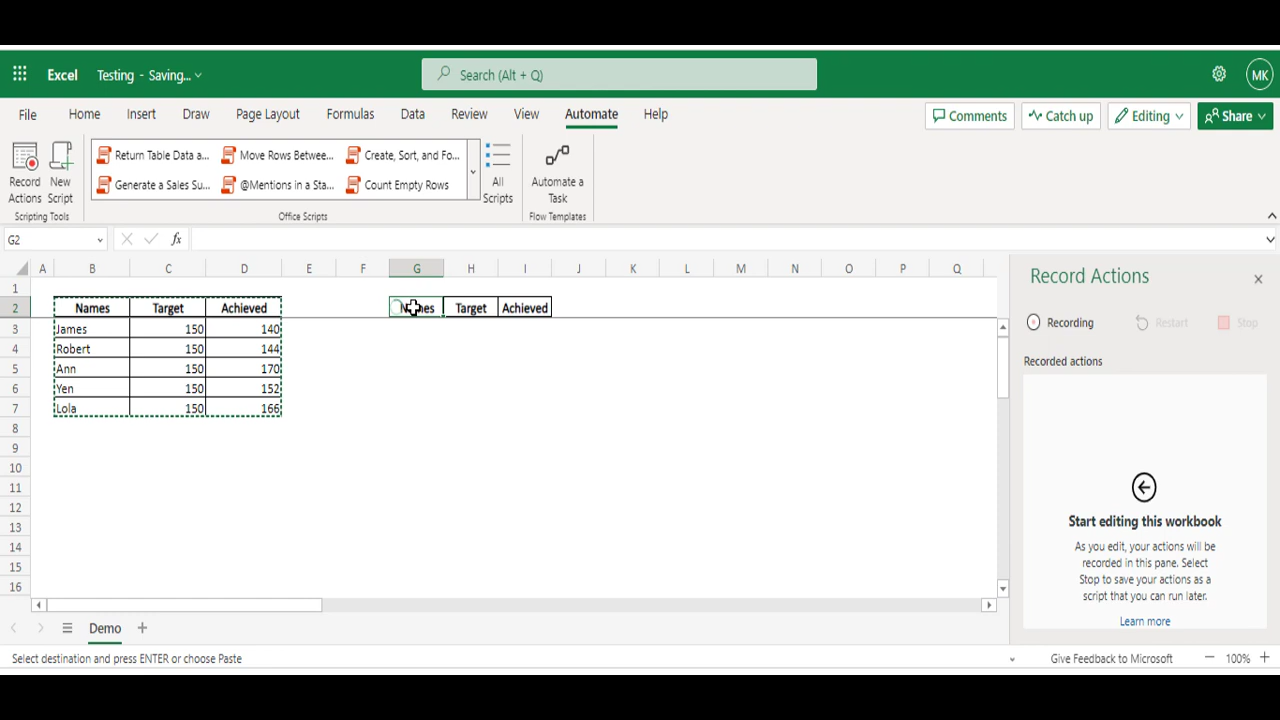 Excel
Testing - Saving...
Search (Alt + Q)
MK
File Home Insert Draw Page Layout Formulas Data Review View Automate Help
Comments Catch up Editing Share
Record Actions
New Script
Return Table Data a... Move Rows Betwee... Create, Sort, and Fo...
Generate a Sales Su... @Mentions in a Sta... Count Empty Rows
All Scripts
Automate a Task
Scripting Tools Office Scripts Flow Templates
G2 fx
A B C D E F G H I J K L M N O P Q
1
2 Names Target Achieved Names Target Achieved
3 James 150 140
4 Robert 150 144
5 Ann 150 170
6 Yen 150 152
7 Lola 150 166
8
9
10
11
12
13
14
15
16
Record Actions
Recording Restart Stop
Recorded actions
Start editing this workbook
As you edit, your actions will be
recorded in this pane. Select
Stop to save your actions as a
script that you can run later.
Learn more
Demo
Select destination and press ENTER or choose Paste
Give Feedback to Microsoft 100%